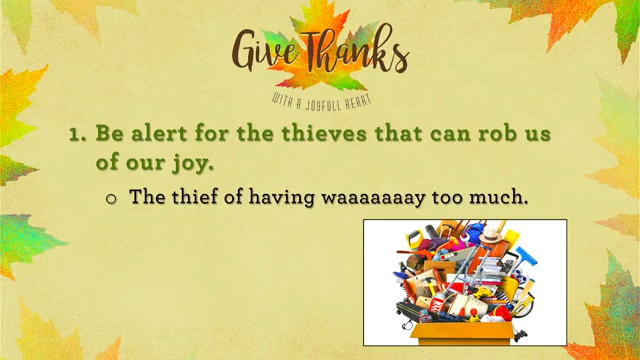 Give Thanks
WITH A JOYFULL HEART
1. Be alert for the thieves that can rob us
of our joy.
o The thief of having waaaaaaay too much.